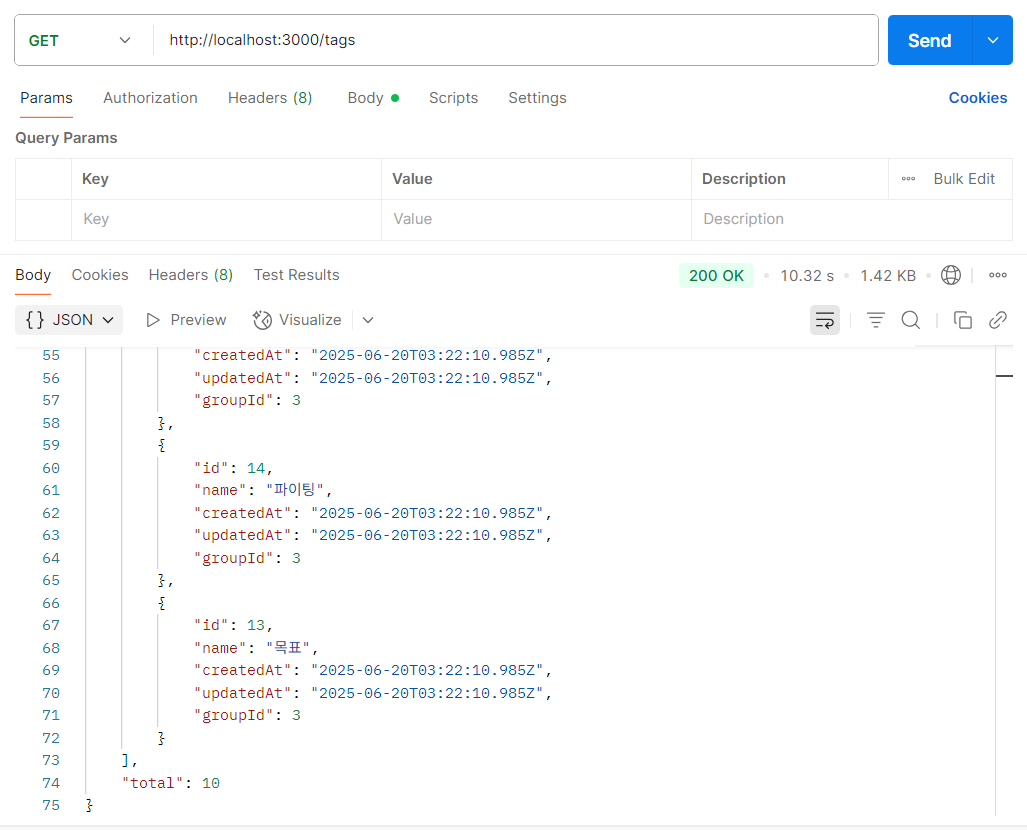 GET http://localhost:3000/tags Send
Params Authorization Headers (8) Body Scripts Settings Cookies
Query Params
Key Value Description Bulk Edit
Key Value Description
Body Cookies Headers (8) Test Results 200 OK 10.32 s 1.42 KB
{} JSON Preview Visualize
55 "createdAt": "2025-06-20T03:22:10.985Z",
56 "updatedAt": "2025-06-20T03:22:10.985Z",
57 "groupId": 3
58 },
59 {
60 "id": 14,
61 "name": "파이팅",
62 "createdAt": "2025-06-20T03:22:10.985Z",
63 "updatedAt": "2025-06-20T03:22:10.985Z",
64 "groupId": 3
65 },
66 {
67 "id": 13,
68 "name": "목표",
69 "createdAt": "2025-06-20T03:22:10.985Z",
70 "updatedAt": "2025-06-20T03:22:10.985Z",
71 "groupId": 3
72 }
73 ],
74 "total": 10
75 }